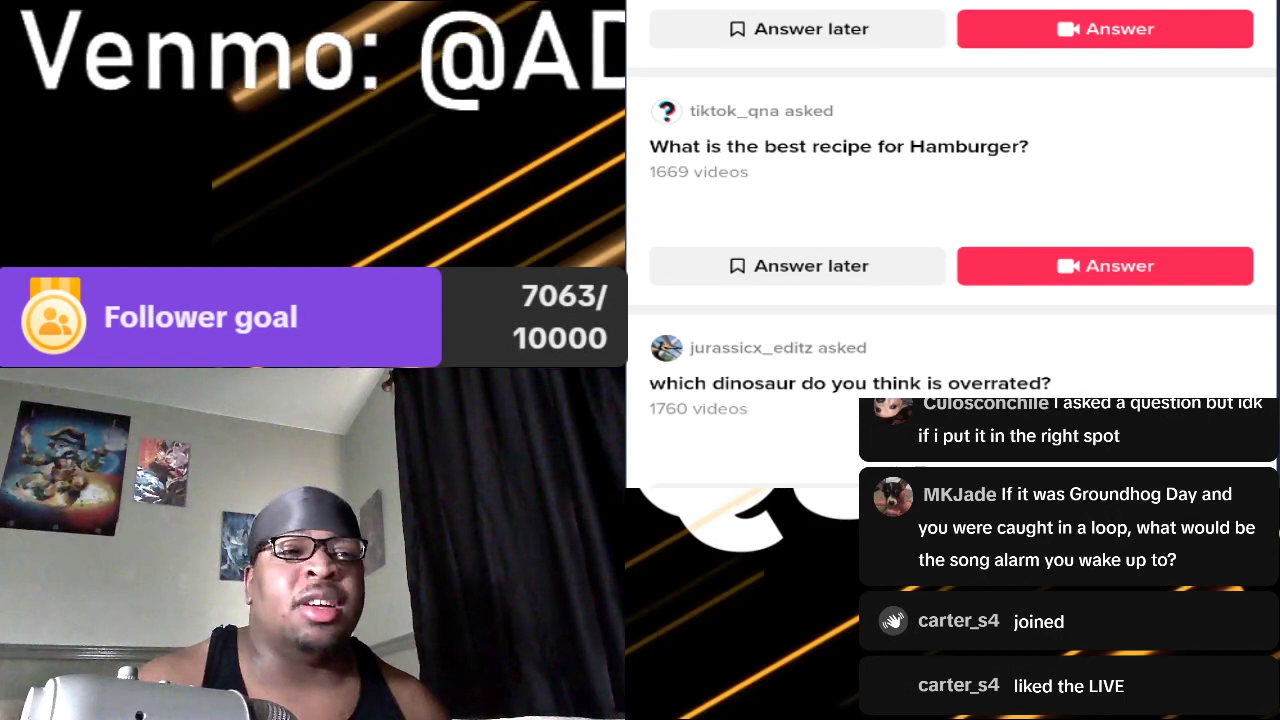 Venmo: @AD
Follower goal
7063/
10000
Answer later
Answer
tiktok_qna asked
What is the best recipe for Hamburger?
1669 videos
Answer later
Answer
jurassicx_editz asked
which dinosaur do you think is overrated?
1760 videos
Culosconchile I asked a question but idk
if i put it in the right spot
MKJade If it was Groundhog Day and
you were caught in a loop, what would be
the song alarm you wake up to?
carter_s4 joined
carter_s4 liked the LIVE